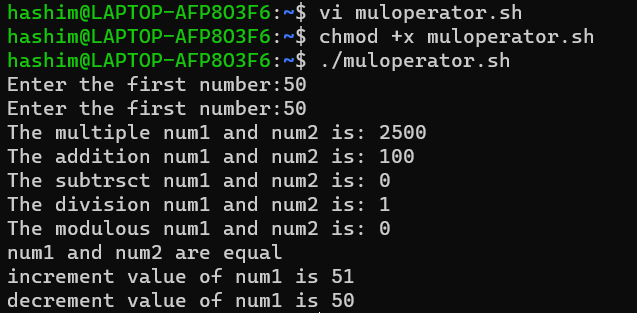 hashim@LAPTOP-AFP8O3F6:~$ vi muloperator.sh
hashim@LAPTOP-AFP8O3F6:~$ chmod +x muloperator.sh
hashim@LAPTOP-AFP8O3F6:~$ ./muloperator.sh
Enter the first number:50
Enter the first number:50
The multiple num1 and num2 is: 2500
The addition num1 and num2 is: 100
The subtrsct num1 and num2 is: 0
The division num1 and num2 is: 1
The modulous num1 and num2 is: 0
num1 and num2 are equal
increment value of num1 is 51
decrement value of num1 is 50